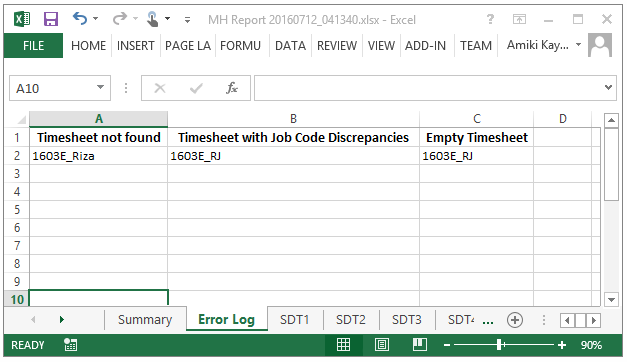 MH Report 20160712_041340.xlsx - Excel
FILE HOME INSERT PAGE LA FORMU DATA REVIEW VIEW ADD-IN TEAM Amiki Kay...
A10 fx
A B C D
1 Timesheet not found Timesheet with Job Code Discrepancies Empty Timesheet
2 1603E_Riza 1603E_RJ 1603E_RJ
3
4
5
6
7
8
9
10
Summary Error Log SDT1 SDT2 SDT3 SDT4 ...
READY 90%